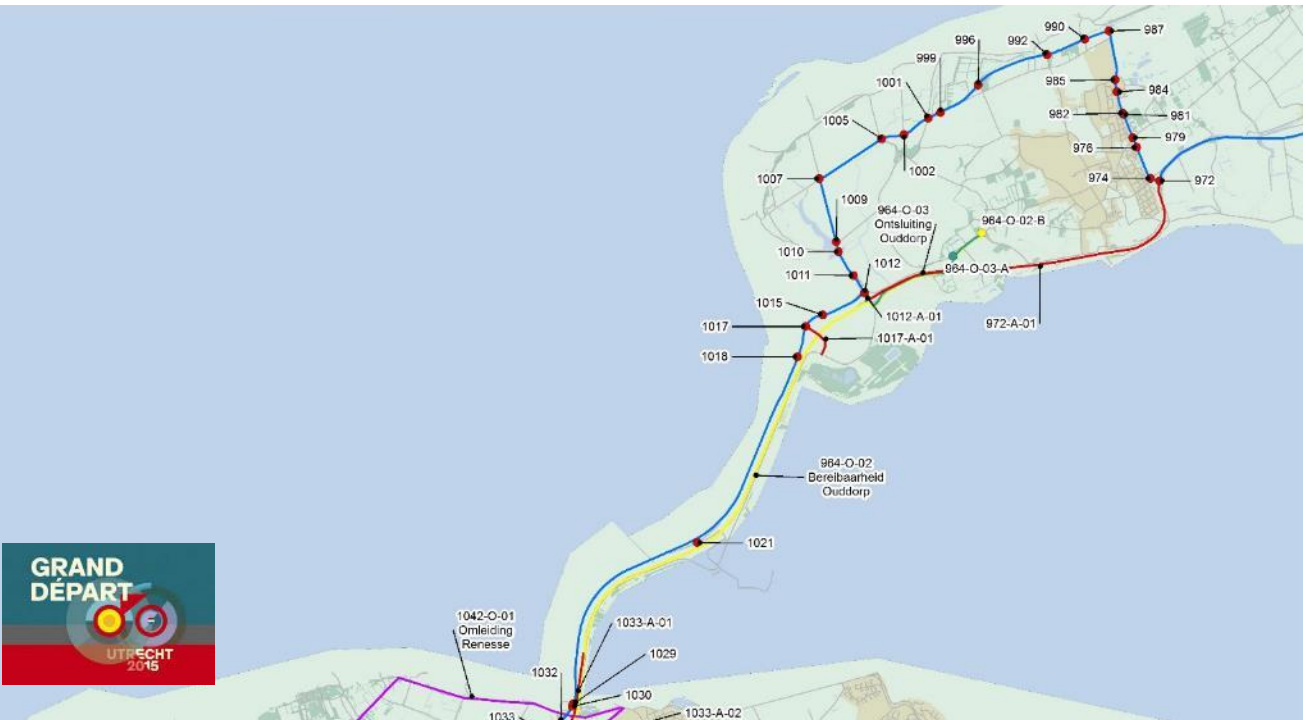 990
987
992
996
999
985
984
1001
982
981
1005
979
976
1002
974
972
1007
1009
964-O-03
Ontsluiting
Ouddorp
964-O-02-B
1010
1012
1011
964-O-03-A
1015
1012-A-01
972-A-01
1017
1017-A-01
1018
964-O-02
Bereibaarheid
Ouddorp
1021
GRAND
DÉPART
UTRECHT
2015
1042-O-01
Omleiding
Renesse
1033-A-01
1029
1032
1030
1033
1033-A-02